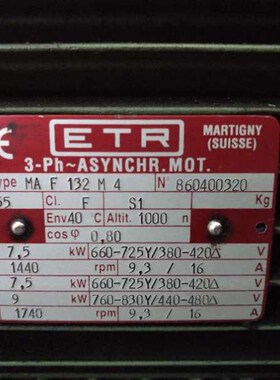 CE ETR MARTIGNY
(SUISSE)
3-Ph~ASYNCHR.MOT.
ype MA F 132 M 4 N 860400320
55 Cl. F S1 Kg
Env40 °C Altit. 1000 m
cosφ 0,80
7,5 kW 660-725Y/380-420Δ V
1440 rpm 9,3 / 16 A
7,5 kW 660-725Y/380-420Δ V
9 kW 760-830Y/440-480Δ V
1740 rpm 9,3 / 16 A